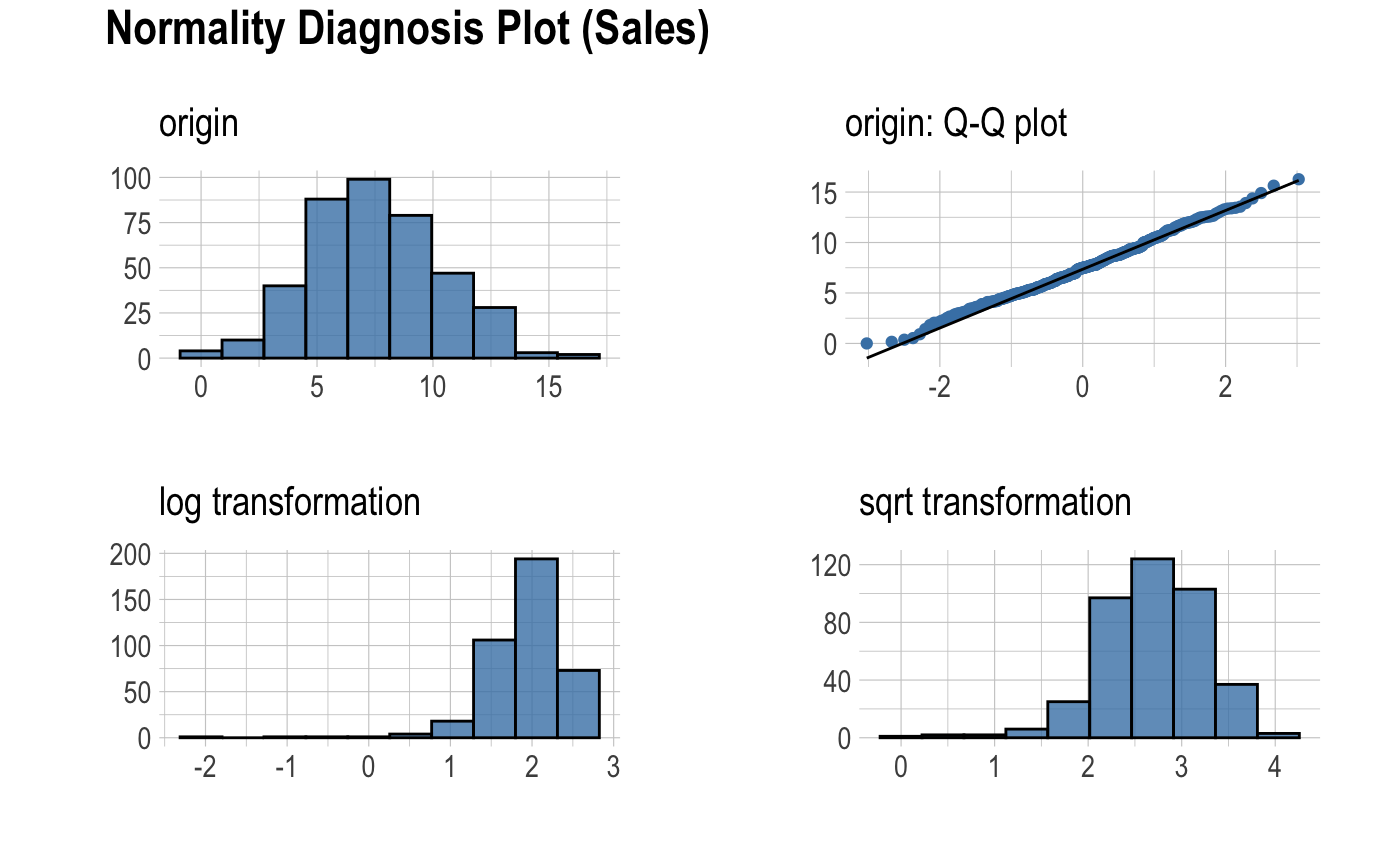 Normality Diagnosis Plot (Sales)
origin
100
75
50
25
0
0 5 10 15
origin: Q-Q plot
15
10
5
0
-2 0 2
log transformation
200
150
100
50
0
-2 -1 0 1 2 3
sqrt transformation
120
80
40
0
0 1 2 3 4